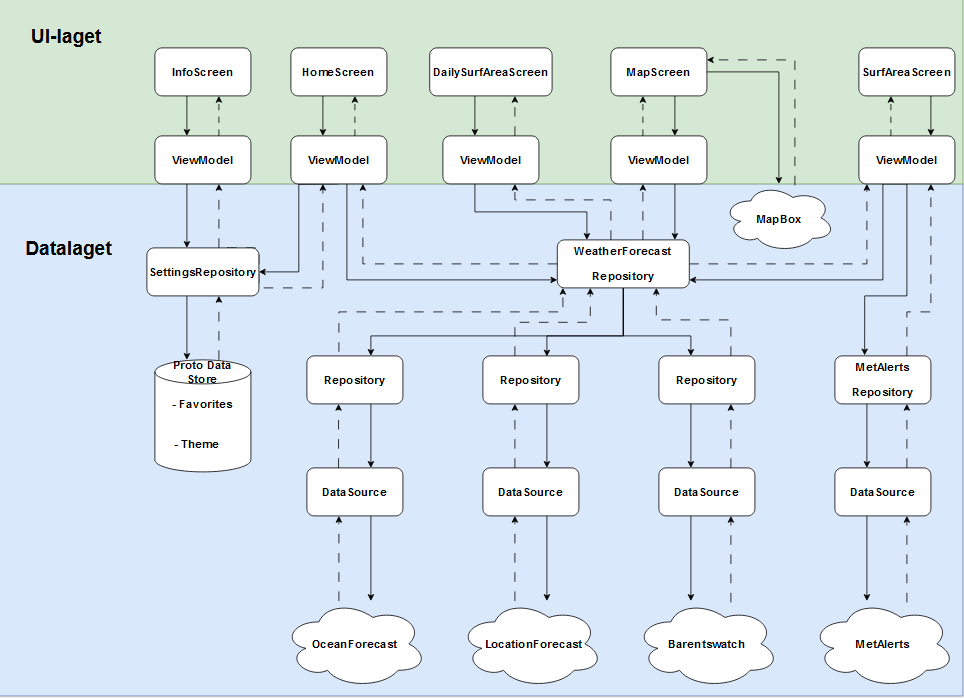 UI-laget
InfoScreen
HomeScreen
DailySurfAreaScreen
MapScreen
SurfAreaScreen
ViewModel
ViewModel
ViewModel
ViewModel
ViewModel
MapBox
Datalaget
SettingsRepository
WeatherForecast
Repository
Proto Data
Store
- Favorites
- Theme
Repository
Repository
Repository
MetAlerts
Repository
DataSource
DataSource
DataSource
DataSource
OceanForecast
LocationForecast
Barentswatch
MetAlerts